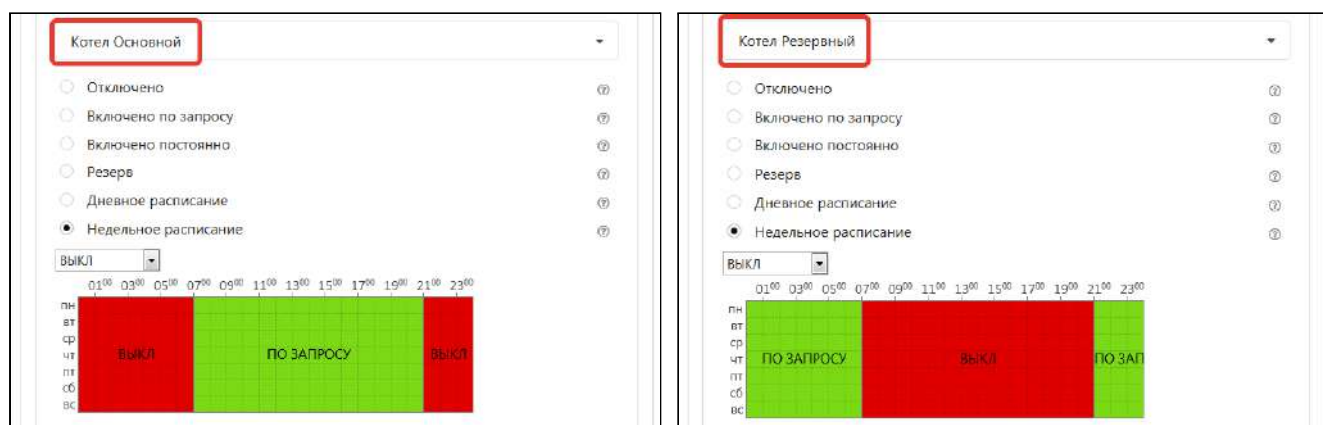 Котел Основной
Отключено
Включено по запросу
Включено постоянно
Резерв
Дневное расписание
Недельное расписание
ВЫКЛ
01⁰⁰ 03⁰⁰ 05⁰⁰ 07⁰⁰ 09⁰⁰ 11⁰⁰ 13⁰⁰ 15⁰⁰ 17⁰⁰ 19⁰⁰ 21⁰⁰ 23⁰⁰
пн
вт
ср
чт
пт
сб
вс
ВЫКЛ ПО ЗАПРОСУ ВЫКЛ
Котел Резервный
Отключено
Включено по запросу
Включено постоянно
Резерв
Дневное расписание
Недельное расписание
ВЫКЛ
01⁰⁰ 03⁰⁰ 05⁰⁰ 07⁰⁰ 09⁰⁰ 11⁰⁰ 13⁰⁰ 15⁰⁰ 17⁰⁰ 19⁰⁰ 21⁰⁰ 23⁰⁰
пн
вт
ср
чт
пт
сб
вс
ПО ЗАПРОСУ ВЫКЛ ПО ЗАП